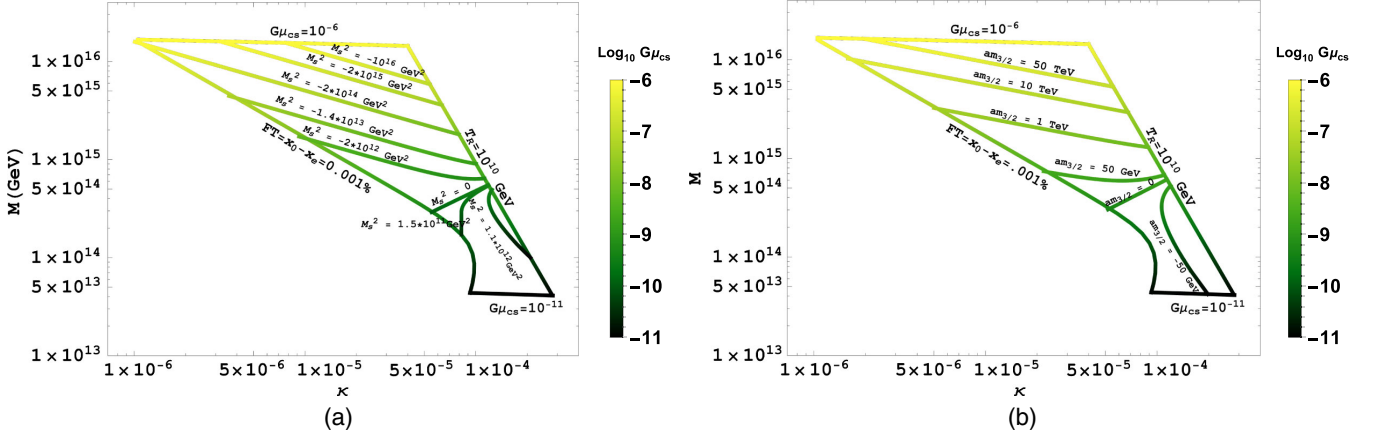 Gμcs=10⁻⁶
Log₁₀ Gμcs
Ms² = -10¹⁶ GeV²
Ms² = -2*10¹⁵ GeV²
Ms² = -2*10¹⁴ GeV²
Ms² = -1.4*10¹³ GeV²
Ms² = -2*10¹² GeV²
Ms² = 0
Ms² = 1.5*10¹¹ GeV²
Ms² = 1.1*10¹² GeV²
FT=x₀-xₑ=0.001%
T_R=10¹⁰ GeV
Gμcs=10⁻¹¹
M (GeV)
1×10¹⁶
5×10¹⁵
1×10¹⁵
5×10¹⁴
1×10¹⁴
5×10¹³
1×10¹³
1×10⁻⁶
5×10⁻⁶
1×10⁻⁵
5×10⁻⁵
1×10⁻⁴
κ
-6
-7
-8
-9
-10
-11
(a)
Gμcs=10⁻⁶
Log₁₀ Gμcs
am₃/₂ = 50 TeV
am₃/₂ = 10 TeV
am₃/₂ = 1 TeV
am₃/₂ = 50 GeV
am₃/₂ = 0
am₃/₂ = -50 GeV
FT=x₀-xₑ=.001%
T_R=10¹⁰ GeV
Gμcs=10⁻¹¹
M
1×10¹⁶
5×10¹⁵
1×10¹⁵
5×10¹⁴
1×10¹⁴
5×10¹³
1×10¹³
1×10⁻⁶
5×10⁻⁶
1×10⁻⁵
5×10⁻⁵
1×10⁻⁴
κ
-6
-7
-8
-9
-10
-11
(b)